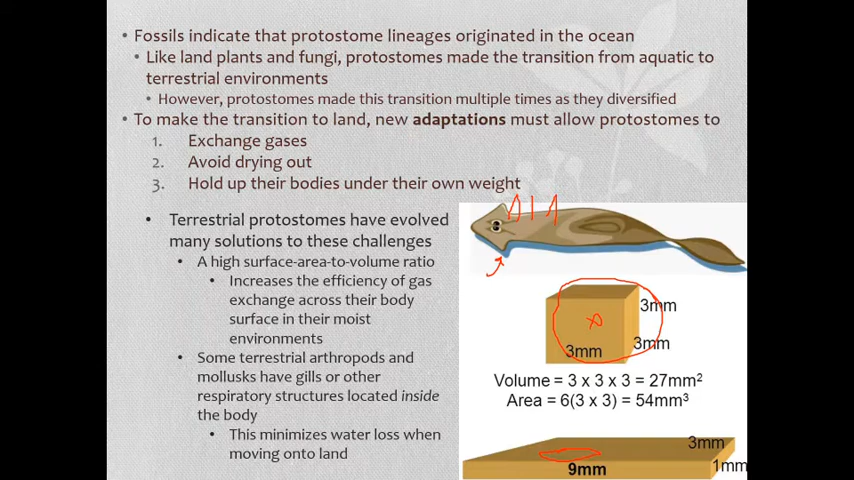 • Fossils indicate that protostome lineages originated in the ocean
• Like land plants and fungi, protostomes made the transition from aquatic to
terrestrial environments
• However, protostomes made this transition multiple times as they diversified
• To make the transition to land, new adaptations must allow protostomes to
1. Exchange gases
2. Avoid drying out
3. Hold up their bodies under their own weight
• Terrestrial protostomes have evolved
many solutions to these challenges
• A high surface-area-to-volume ratio
• Increases the efficiency of gas
exchange across their body
surface in their moist
environments
• Some terrestrial arthropods and
mollusks have gills or other
respiratory structures located inside
the body
• This minimizes water loss when
moving onto land
3mm
3mm
3mm
Volume = 3 x 3 x 3 = 27mm²
Area = 6(3 x 3) = 54mm³
3mm
1mm
9mm